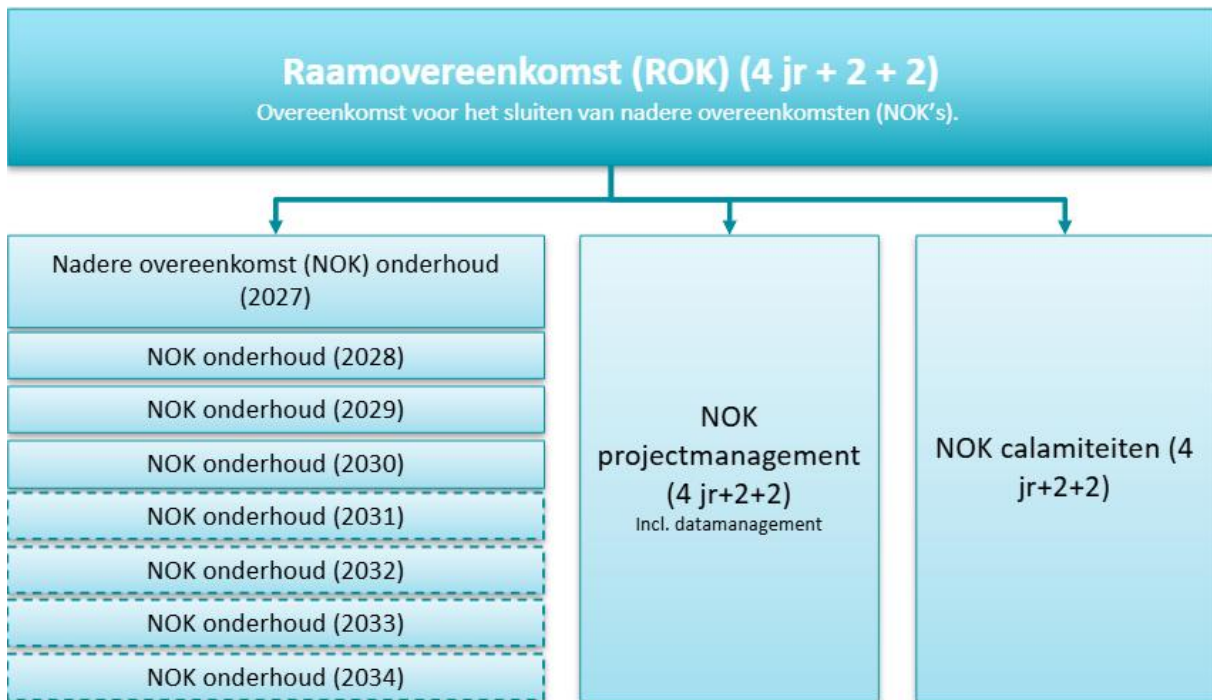 Raamovereenkomst (ROK) (4 jr + 2 + 2)
Overeenkomst voor het sluiten van nadere overeenkomsten (NOK's).
Nadere overeenkomst (NOK) onderhoud
(2027)
NOK onderhoud (2028)
NOK onderhoud (2029)
NOK onderhoud (2030)
NOK onderhoud (2031)
NOK onderhoud (2032)
NOK onderhoud (2033)
NOK onderhoud (2034)
NOK
projectmanagement
(4 jr+2+2)
Incl. datamanagement
NOK calamiteiten (4
jr+2+2)